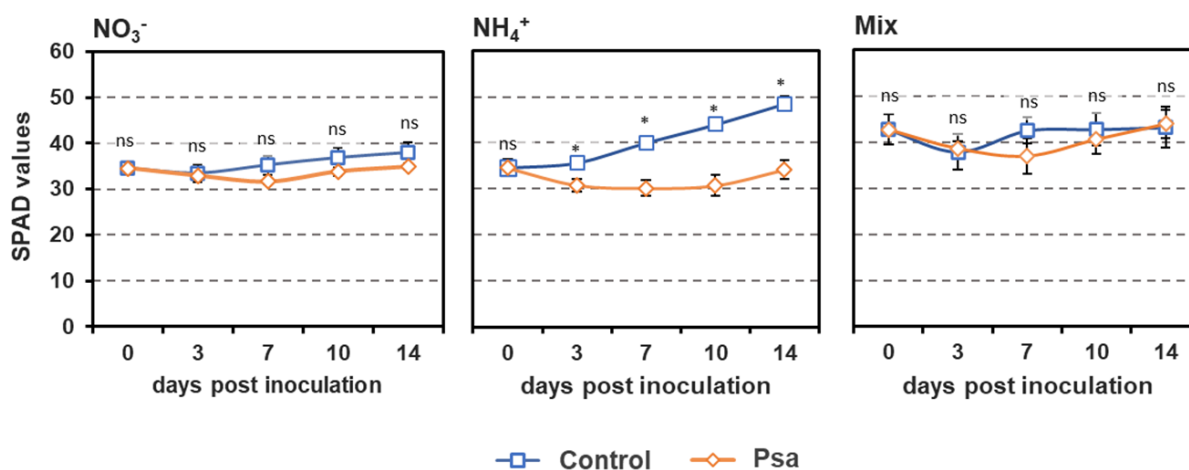 NO₃⁻ NH₄⁺ Mix
SPAD values
60
50
40
30
20
10
0
ns ns ns ns ns
ns * * * *
ns ns ns ns ns
0 3 7 10 14 0 3 7 10 14 0 3 7 10 14
days post inoculation days post inoculation days post inoculation
Control Psa